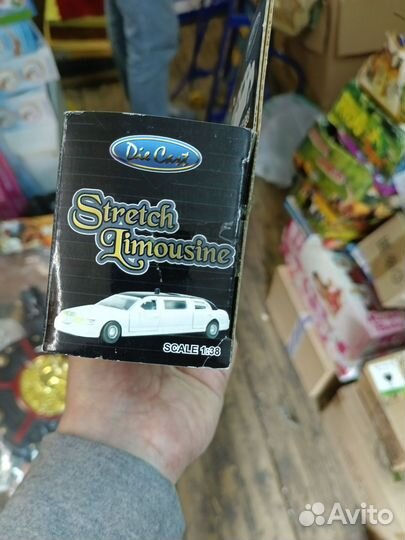 Die Cast
Stretch
Limousine
SCALE 1:38
Avito